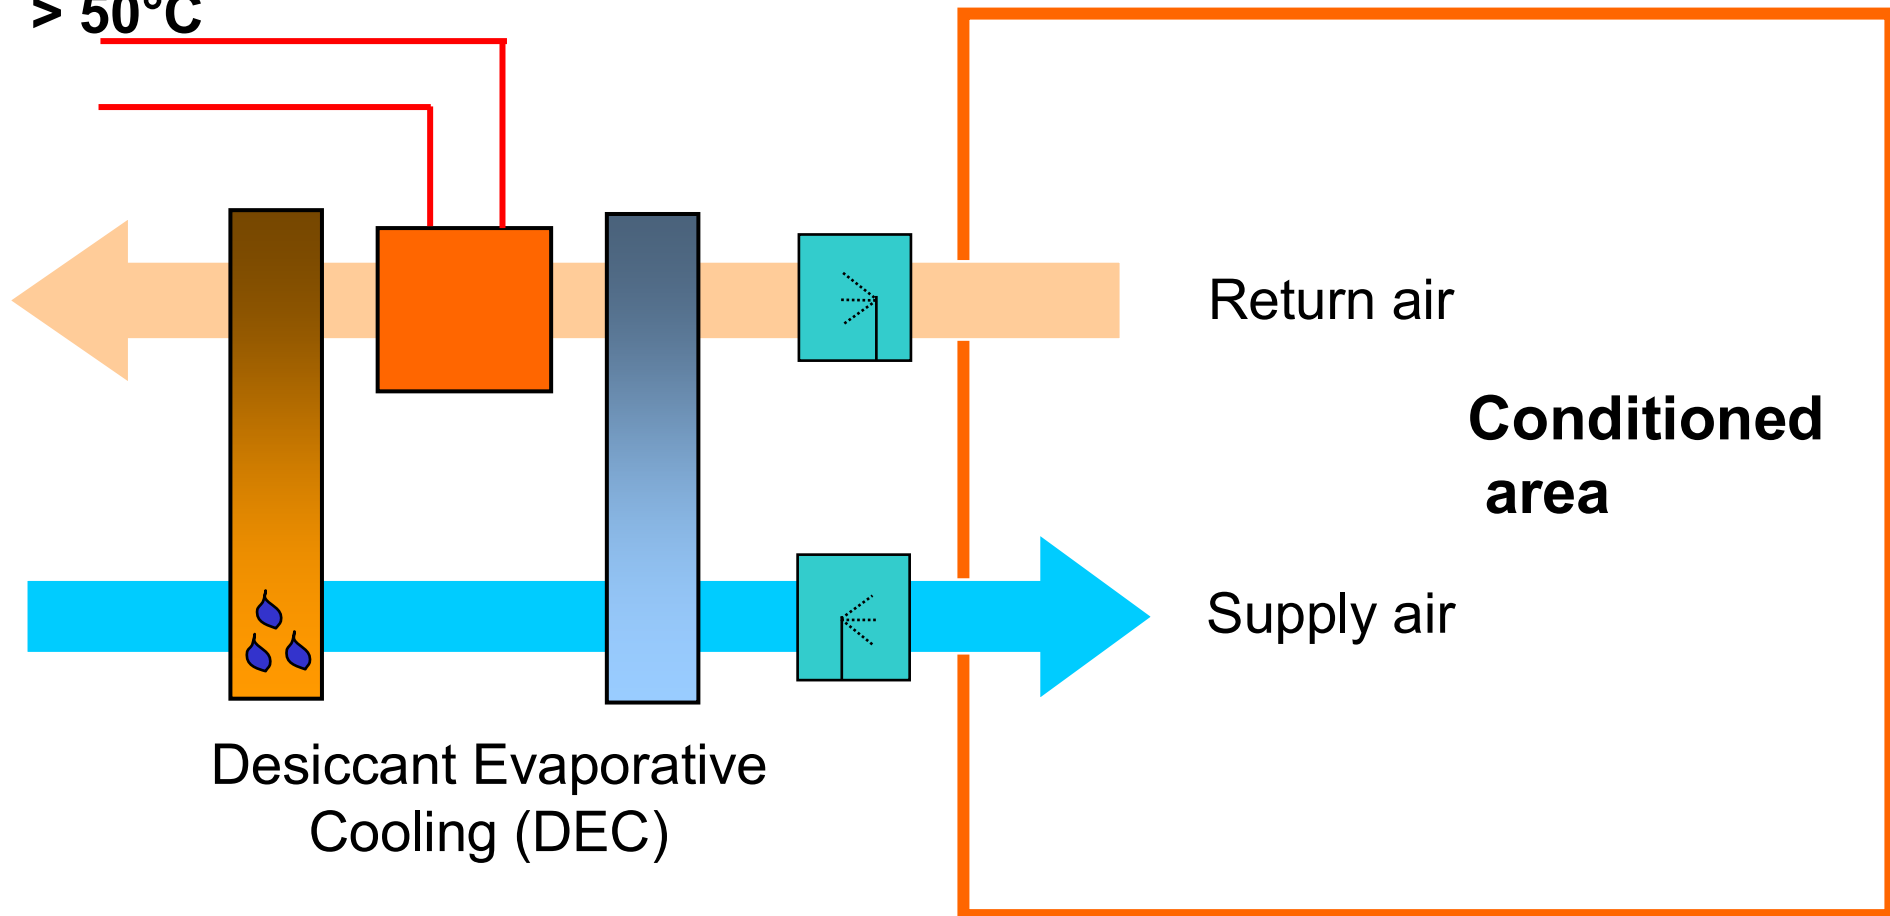 > 50°C
Return air
Conditioned
area
Supply air
Desiccant Evaporative
Cooling (DEC)